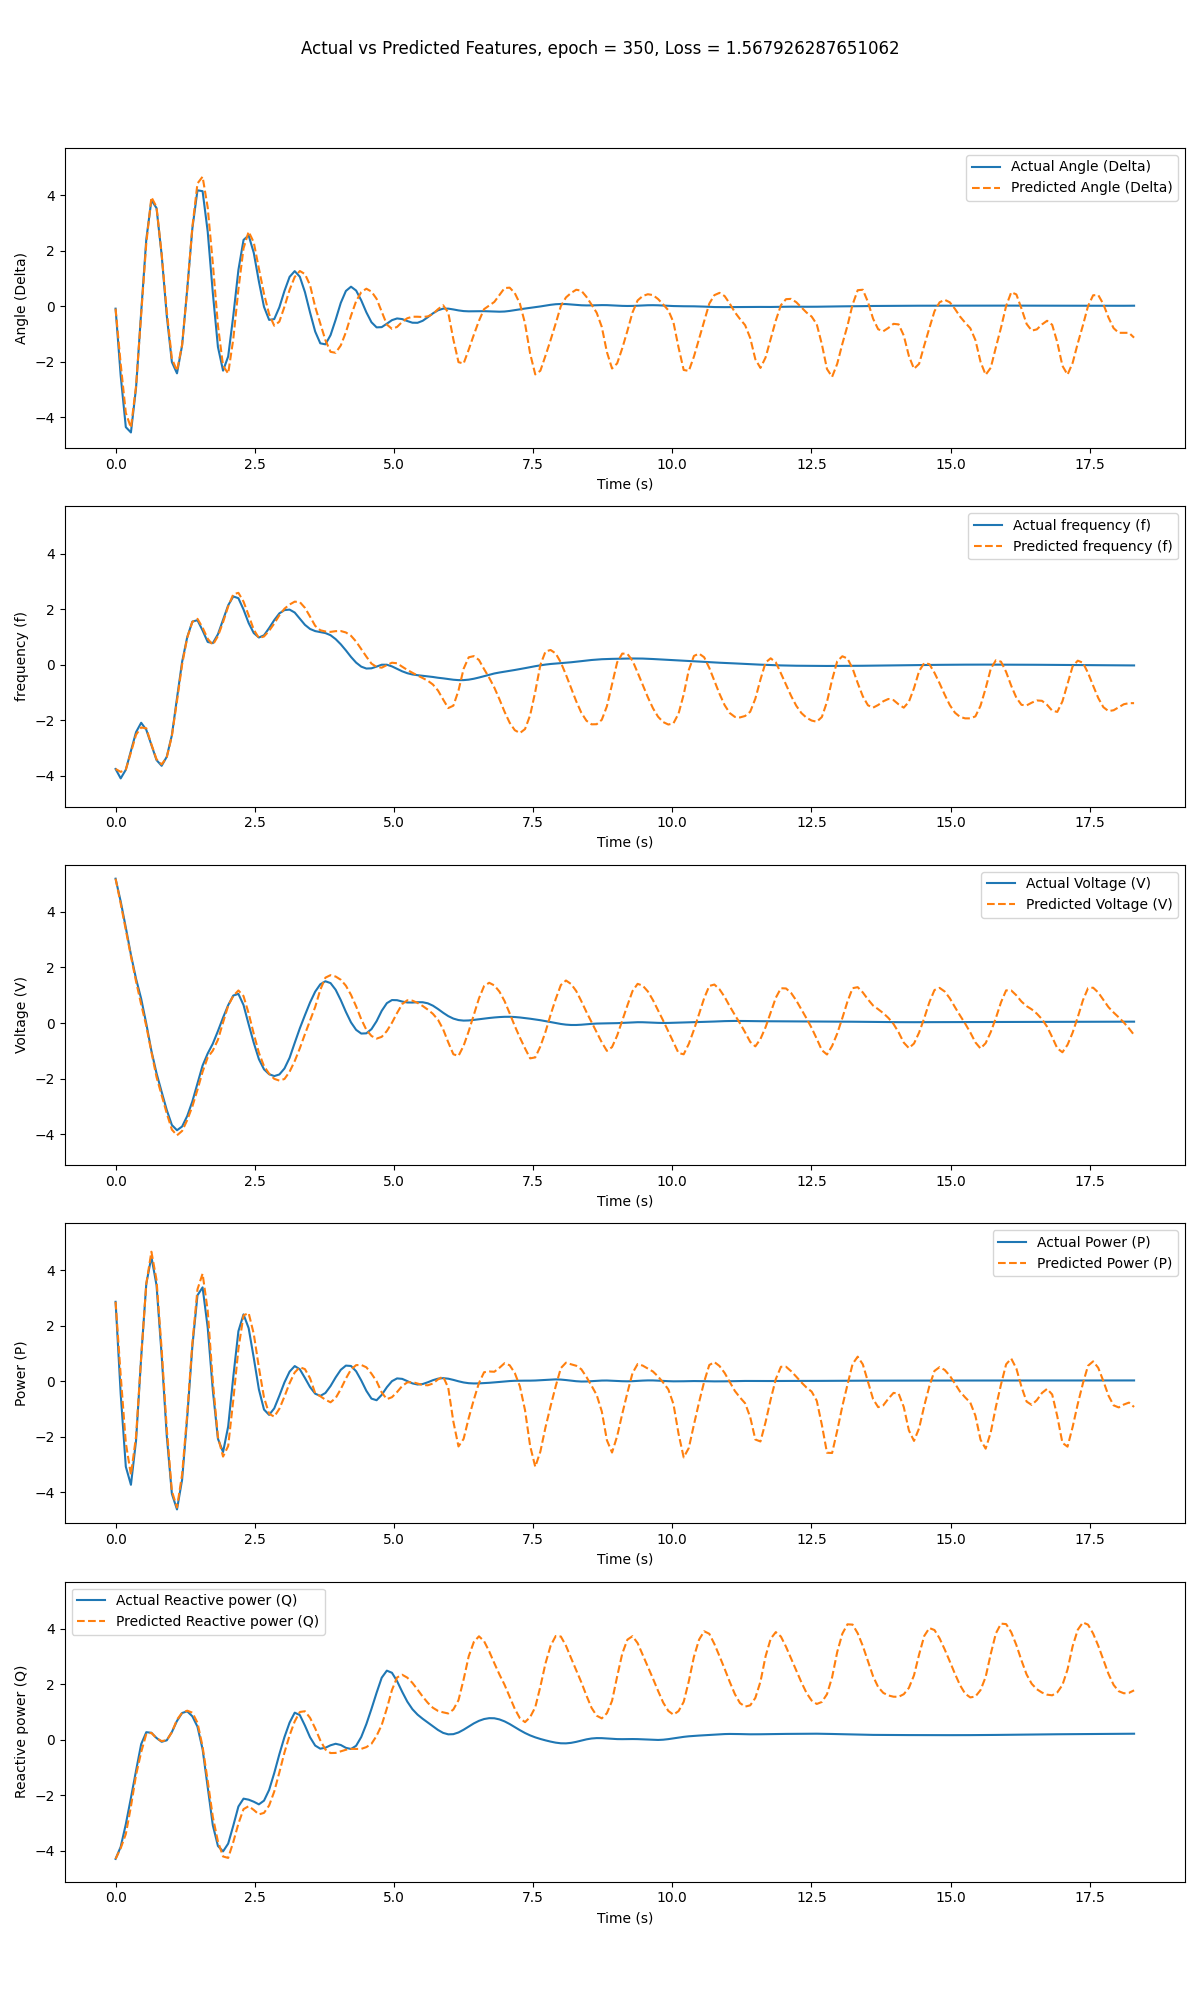 Actual vs Predicted Features, epoch = 350, Loss = 1.567926287651062
Actual Angle (Delta)
Predicted Angle (Delta)
Angle (Delta)
4
2
0
−2
−4
0.0 2.5 5.0 7.5 10.0 12.5 15.0 17.5
Time (s)
Actual frequency (f)
Predicted frequency (f)
frequency (f)
4
2
0
−2
−4
0.0 2.5 5.0 7.5 10.0 12.5 15.0 17.5
Time (s)
Actual Voltage (V)
Predicted Voltage (V)
Voltage (V)
4
2
0
−2
−4
0.0 2.5 5.0 7.5 10.0 12.5 15.0 17.5
Time (s)
Actual Power (P)
Predicted Power (P)
Power (P)
4
2
0
−2
−4
0.0 2.5 5.0 7.5 10.0 12.5 15.0 17.5
Time (s)
Actual Reactive power (Q)
Predicted Reactive power (Q)
Reactive power (Q)
4
2
0
−2
−4
0.0 2.5 5.0 7.5 10.0 12.5 15.0 17.5
Time (s)